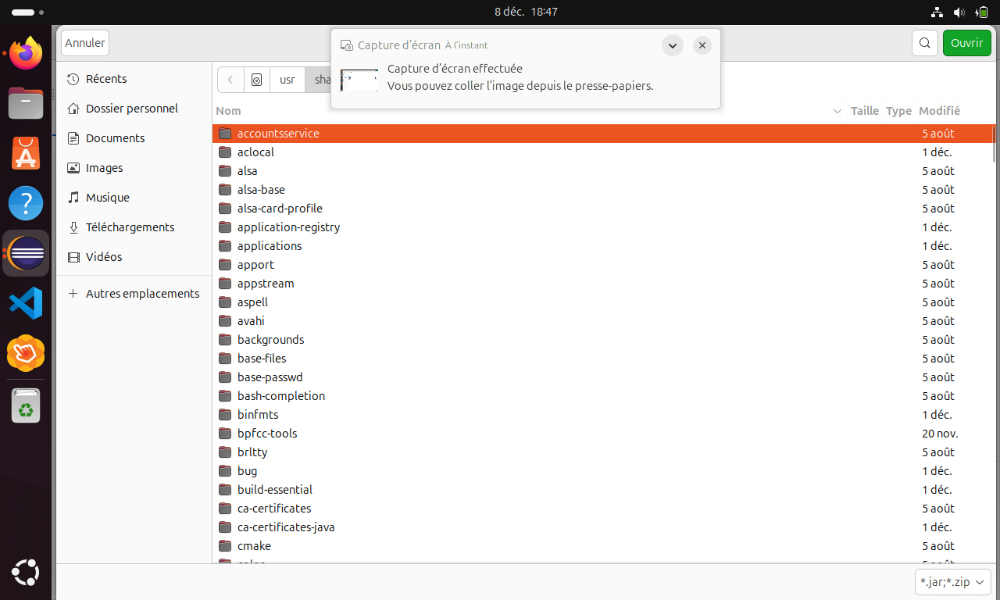 8 déc. 18:47
Annuler
Ouvrir
Capture d'écran À l'instant
Capture d'écran effectuée
Vous pouvez coller l'image depuis le presse-papiers.
Récents
Dossier personnel
Documents
Images
Musique
Téléchargements
Vidéos
Autres emplacements
usr
Nom Taille Type Modifié
accountsservice 5 août
aclocal 1 déc.
alsa 5 août
alsa-base 5 août
alsa-card-profile 5 août
application-registry 1 déc.
applications 1 déc.
apport 5 août
appstream 5 août
aspell 5 août
avahi 5 août
backgrounds 5 août
base-files 5 août
base-passwd 5 août
bash-completion 5 août
binfmts 1 déc.
bpfcc-tools 20 nov.
brltty 5 août
bug 1 déc.
build-essential 1 déc.
ca-certificates 5 août
ca-certificates-java 1 déc.
cmake 5 août
*.jar;*.zip